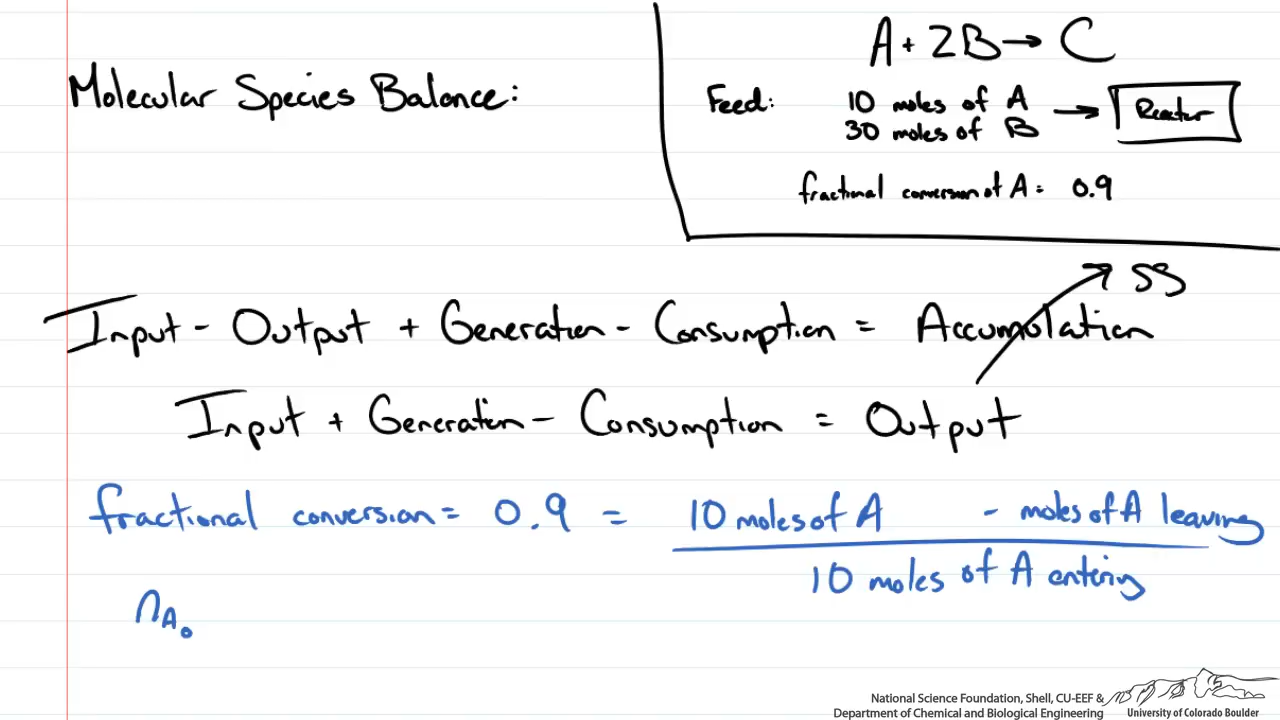 Molecular Species Balance:
A + 2B → C
Feed: 10 moles of A
30 moles of B → Reactor
fractional conversion of A = 0.9
Input - Output + Generation - Consumption = Accumulation SS
Input + Generation - Consumption = Output
fractional conversion = 0.9 = 10 moles of A - moles of A leaving
10 moles of A entering
nAo
National Science Foundation, Shell, CU-EEF &
Department of Chemical and Biological Engineering
University of Colorado Boulder